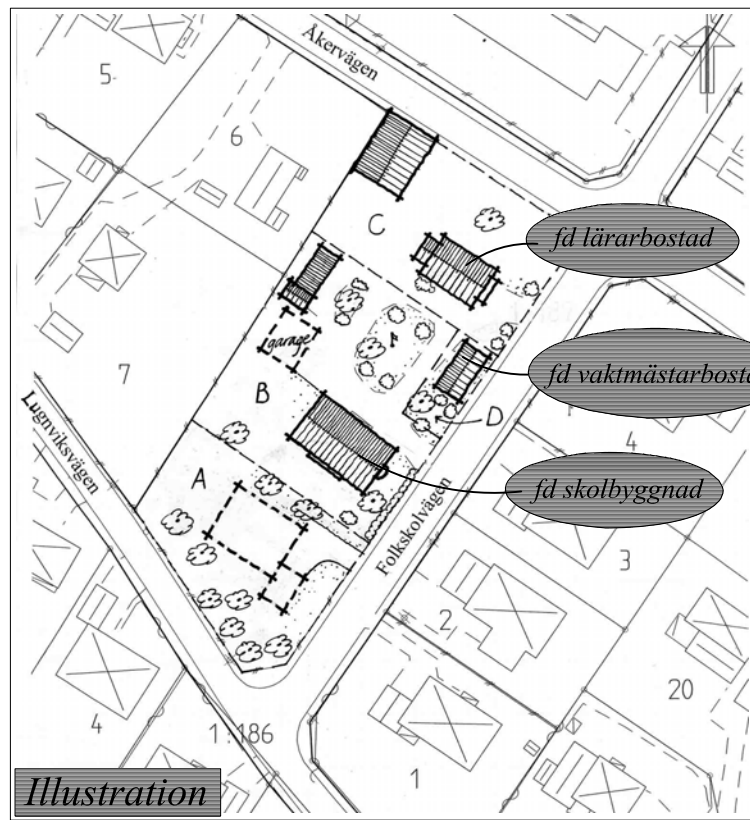 Åkervägen
5
6
C
fd lärarbostad
garage
7
fd vaktmästarbosta
B
D
4
Lugnviksvägen
A
fd skolbyggnad
Folkskolvägen
3
2
20
4
1:186
1
Illustration